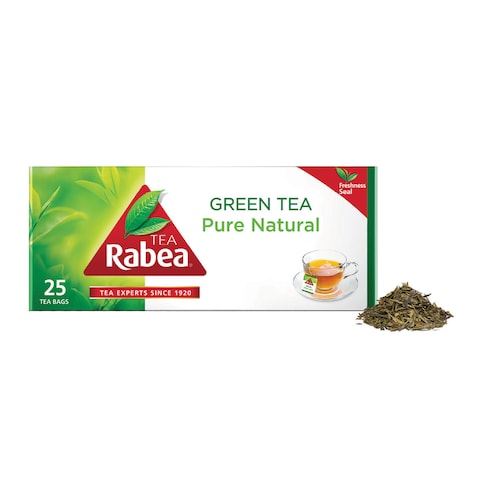 TEA
Rabea
TEA EXPERTS SINCE 1920
25
TEA BAGS
GREEN TEA
Pure Natural
Freshness
Seal